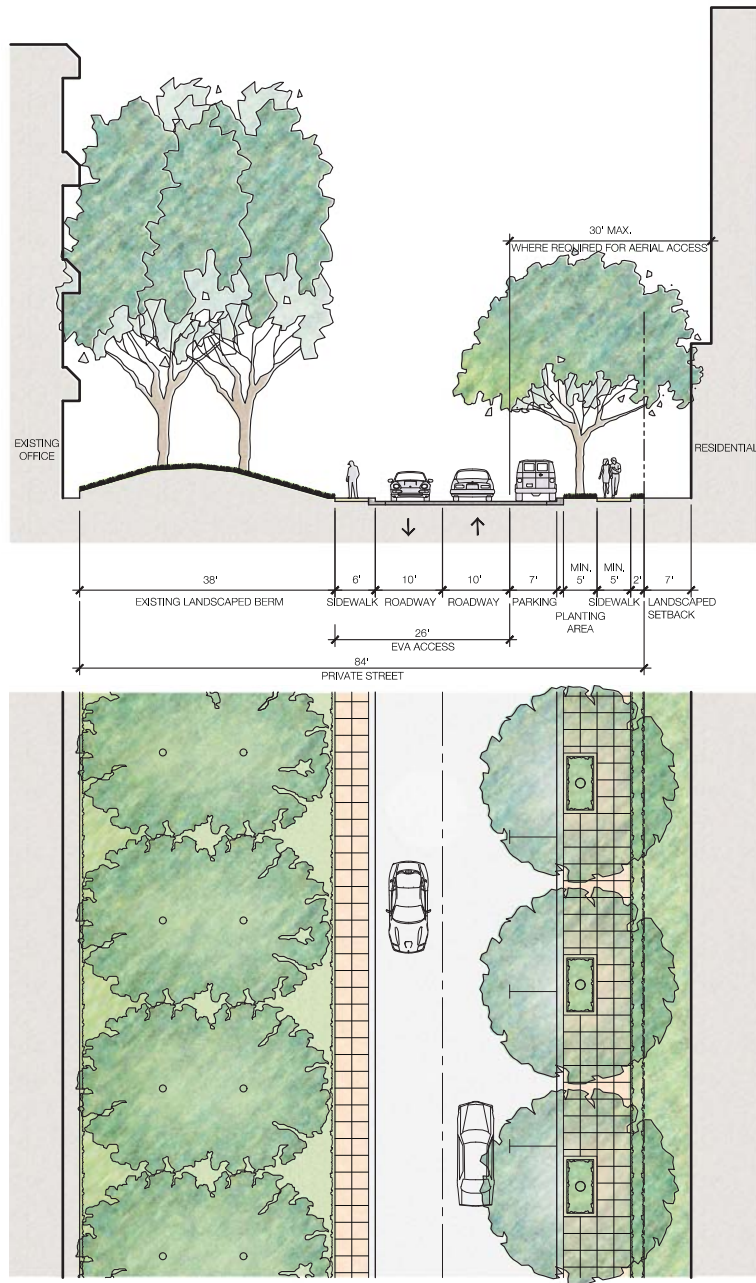 30' MAX.
WHERE REQUIRED FOR AERIAL ACCESS
EXISTING
OFFICE
RESIDENTIAL
38'
EXISTING LANDSCAPED BERM
6'
SIDEWALK
10'
ROADWAY
10'
ROADWAY
7'
PARKING
MIN.
5'
PLANTING
AREA
MIN.
5'
SIDEWALK
2'
7'
LANDSCAPED
SETBACK
26'
EVA ACCESS
84'
PRIVATE STREET